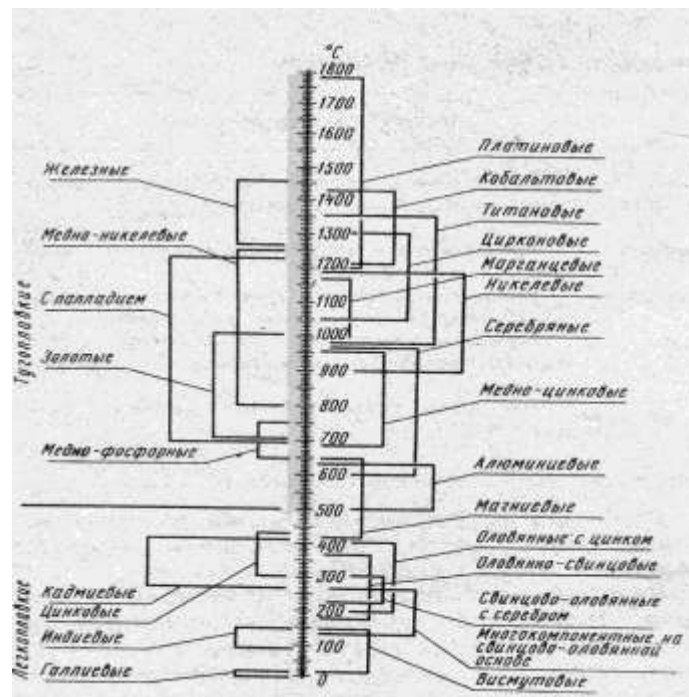 °C
1800
1700
1600
1500
1400
1300
1200
1100
1000
900
800
700
600
500
400
300
200
100
0
Тугоплавкие
Железные
Медно-никелевые
С палладием
Золотые
Медно-фосфорные
Легкоплавкие
Кадмиевые
Цинковые
Индиевые
Галлиевые
Платиновые
Кобальтовые
Титановые
Цирконовые
Марганцевые
Никелевые
Серебряные
Медно-цинковые
Алюминиевые
Магниевые
Оловянные с цинком
Оловянно-свинцовые
Свинцово-оловянные
с серебром
Многокомпонентные на
свинцово-оловянной
основе
Висмутовые